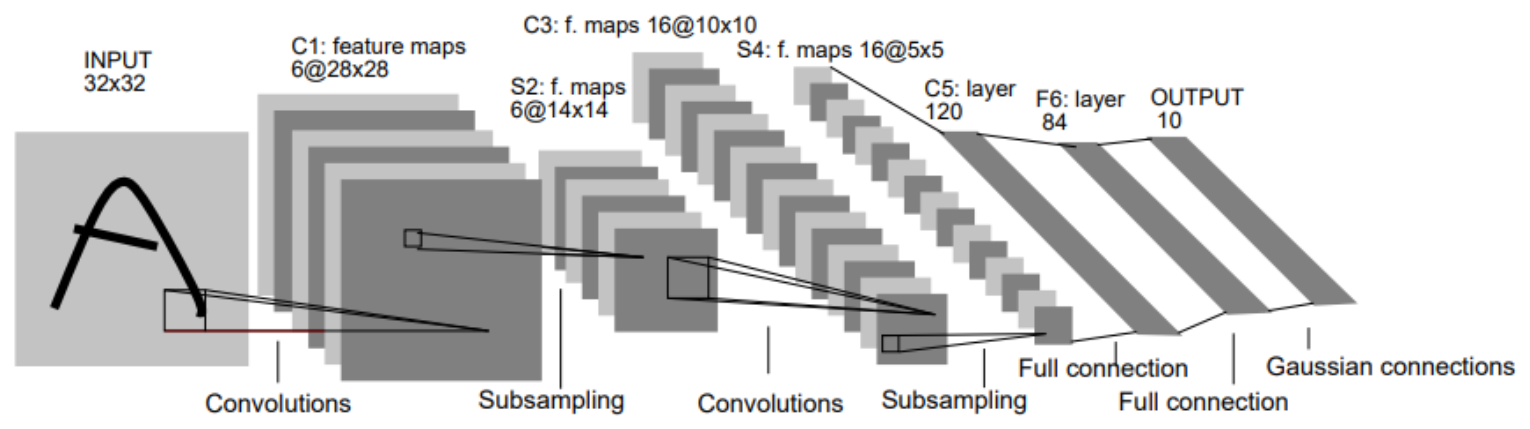 INPUT
32x32
C1: feature maps
6@28x28
S2: f. maps
6@14x14
C3: f. maps 16@10x10
S4: f. maps 16@5x5
C5: layer
120
F6: layer
84
OUTPUT
10
Convolutions
Subsampling
Convolutions
Subsampling
Full connection
Full connection
Gaussian connections